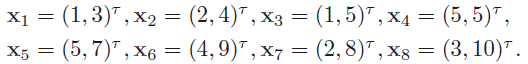 x₁ = (1, 3)^τ, x₂ = (2, 4)^τ, x₃ = (1, 5)^τ, x₄ = (5, 5)^τ,
x₅ = (5, 7)^τ, x₆ = (4, 9)^τ, x₇ = (2, 8)^τ, x₈ = (3, 10)^τ.